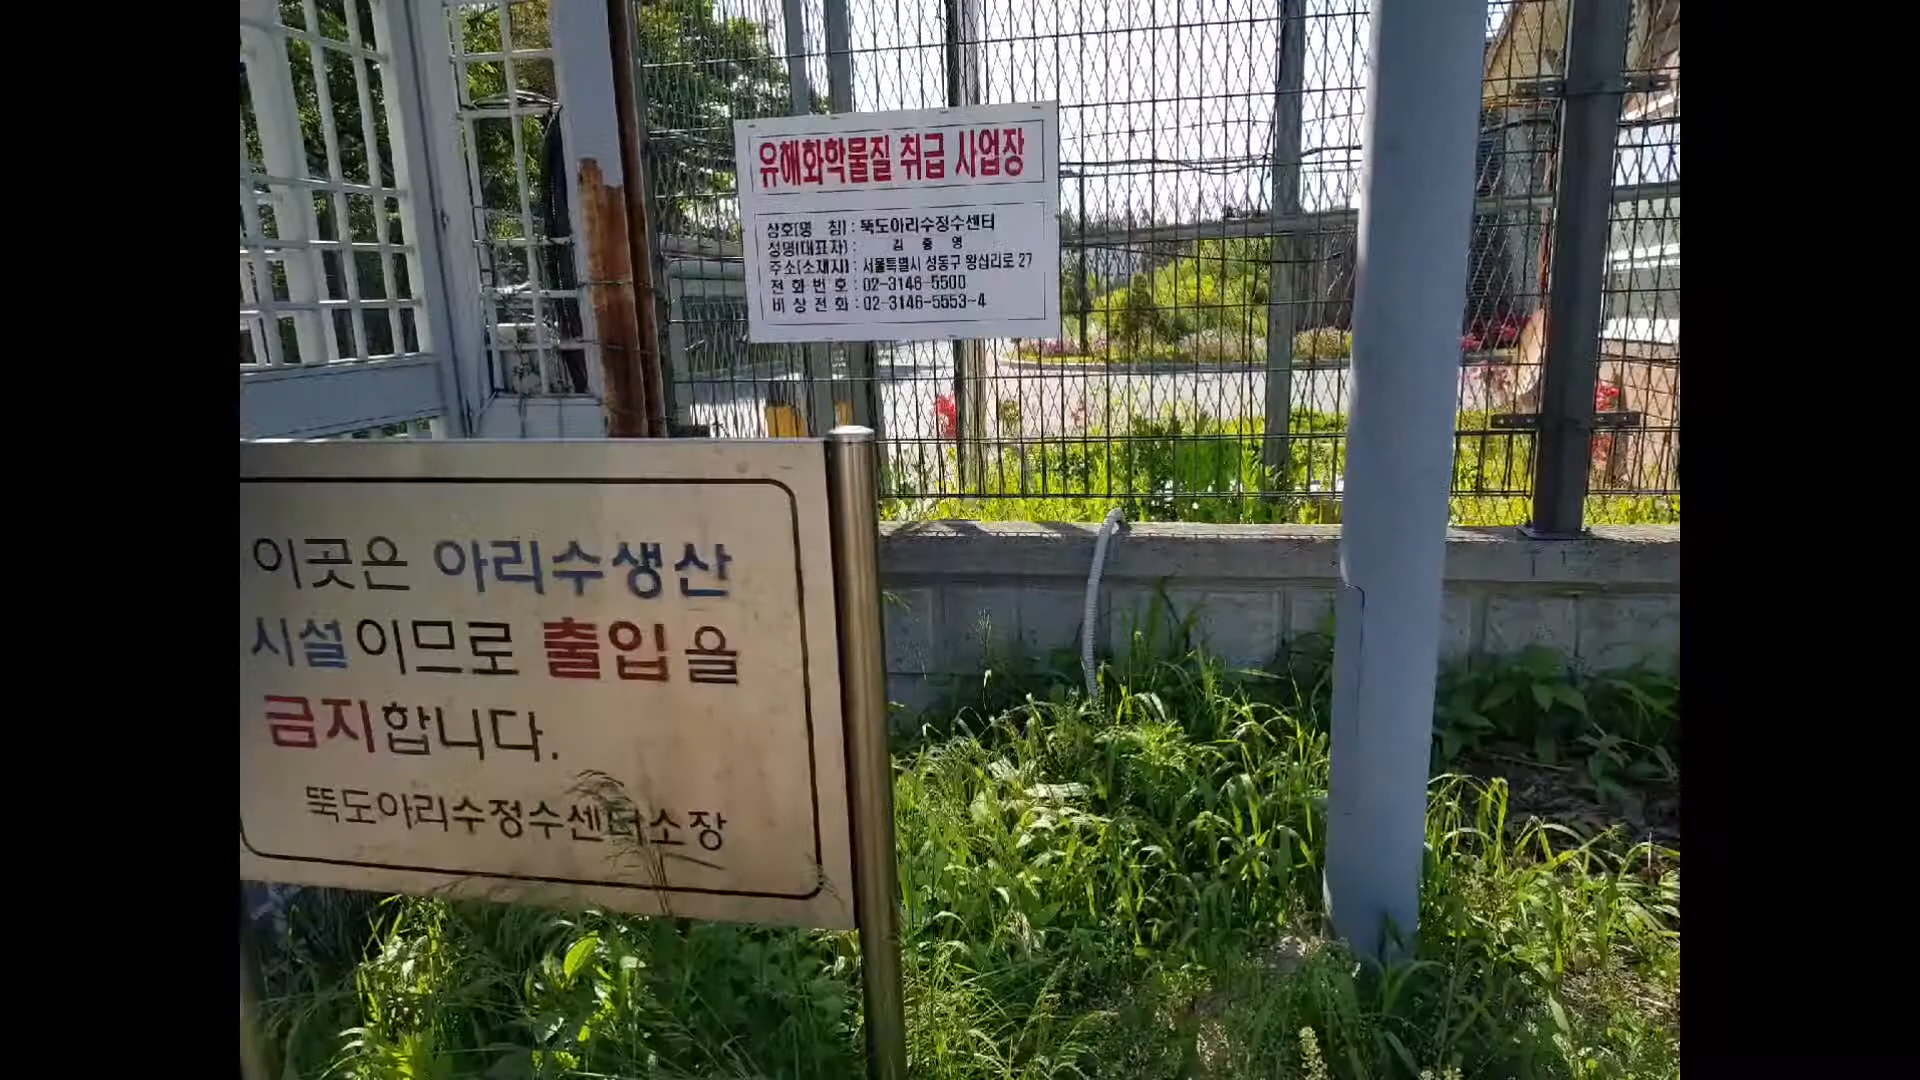 유해화학물질 취급 사업장
상호(명 칭) : 뚝도아리수정수센터
성명(대표자) : 김 중 영
주소(소재지) : 서울특별시 성동구 왕십리로 27
전 화 번 호 : 02-3146-5500
비 상 전 화 : 02-3146-5553~4
이곳은 아리수생산
시설이므로 출입을
금지합니다.
뚝도아리수정수센터소장